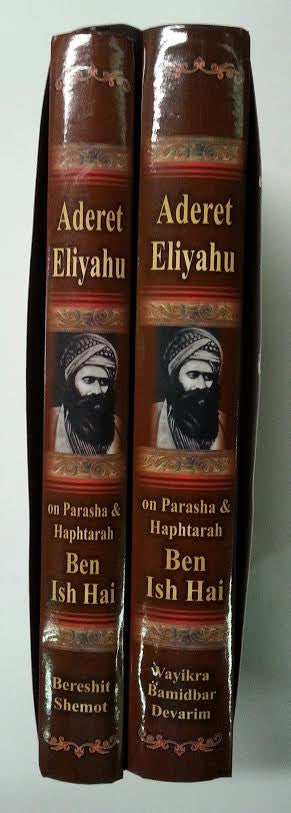 Aderet
Eliyahu
on Parasha &
Haphtarah
Ben
Ish Hai
Bereshit
Shemot
Aderet
Eliyahu
on Parasha &
Haphtarah
Ben
Ish Hai
Wayikra
Bamidbar
Devarim